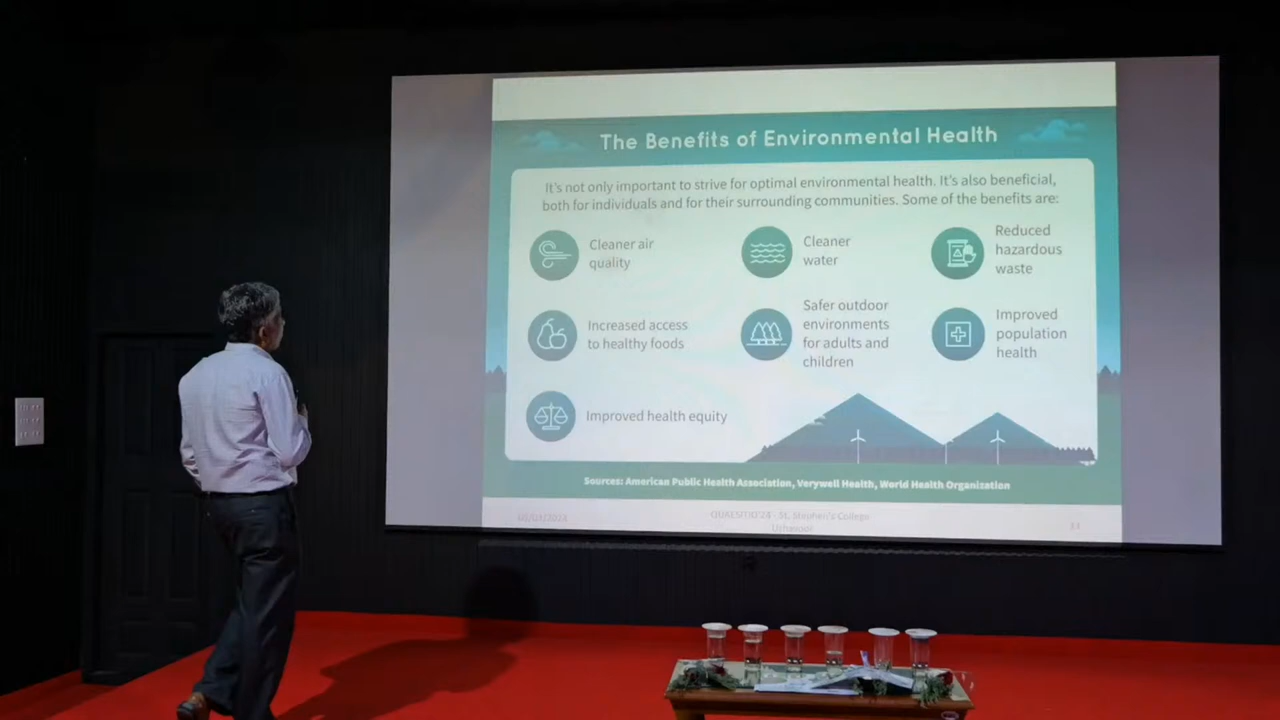 The Benefits of Environmental Health
It's not only important to strive for optimal environmental health. It's also beneficial,
both for individuals and for their surrounding communities. Some of the benefits are:
Cleaner air
quality
Cleaner
water
Reduced
hazardous
waste
Increased access
to healthy foods
Safer outdoor
environments
for adults and
children
Improved
population
health
Improved health equity
Sources: American Public Health Association, Verywell Health, World Health Organization
St. Stephen's College